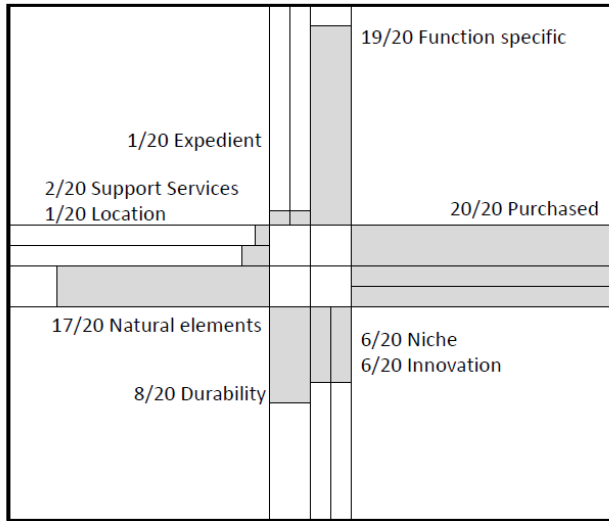 19/20 Function specific
1/20 Expedient
2/20 Support Services
1/20 Location
20/20 Purchased
17/20 Natural elements
8/20 Durability
6/20 Niche
6/20 Innovation